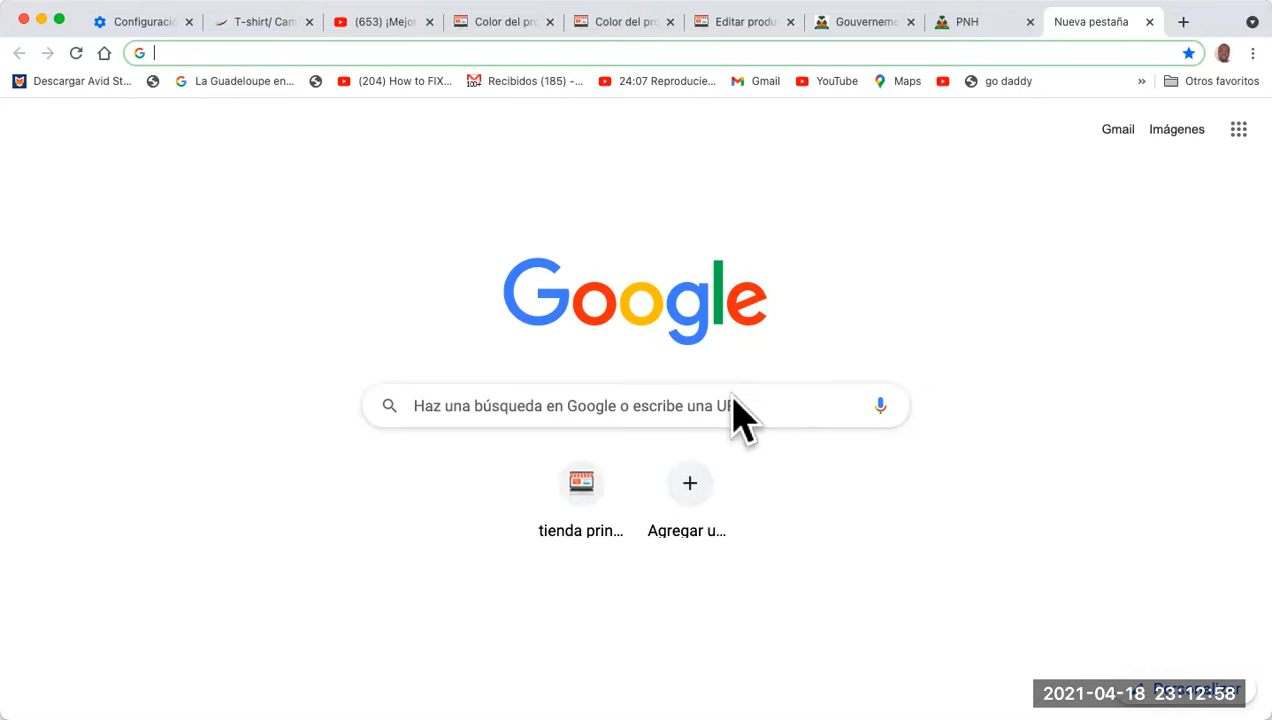 Configuració
T-shirt/ Cam
(653) ¡Mejor
Color del pro
Color del pro
Editar produ
Gouverneme
PNH
Nueva pestaña
Descargar Avid St...
La Guadeloupe en...
(204) How to FIX...
Recibidos (185) -...
24:07 Reproducie...
Gmail
YouTube
Maps
go daddy
»
Otros favoritos
Gmail
Imágenes
Google
Haz una búsqueda en Google o escribe una UR
tienda prin...
Agregar u...
Personalizar
2021-04-18 23:12:58